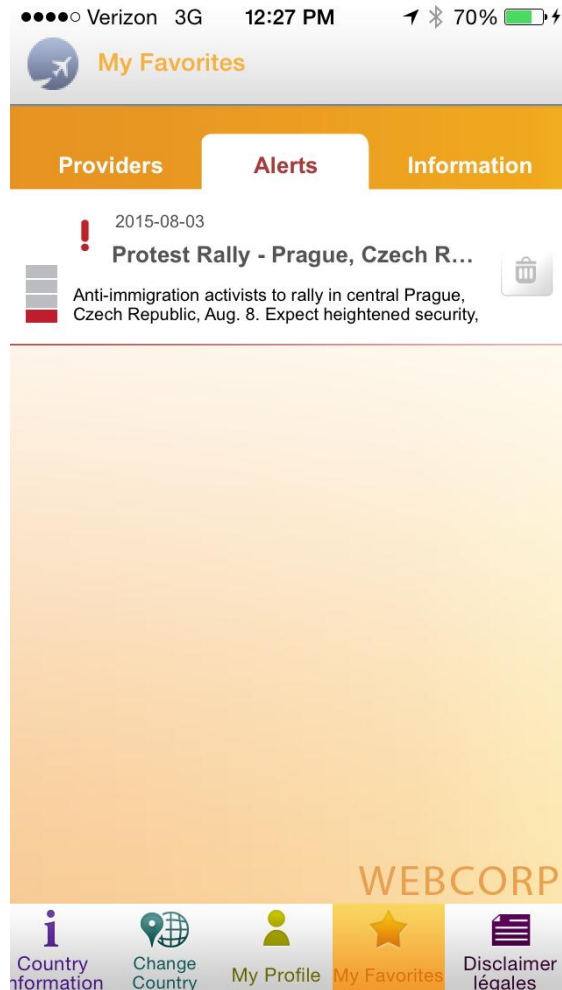 Verizon 3G 12:27 PM 70%
My Favorites
Providers Alerts Information
2015-08-03
Protest Rally - Prague, Czech R...
Anti-immigration activists to rally in central Prague,
Czech Republic, Aug. 8. Expect heightened security,
WEBCORP
Country
nformation
Change
Country
My Profile
My Favorites
Disclaimer
légales